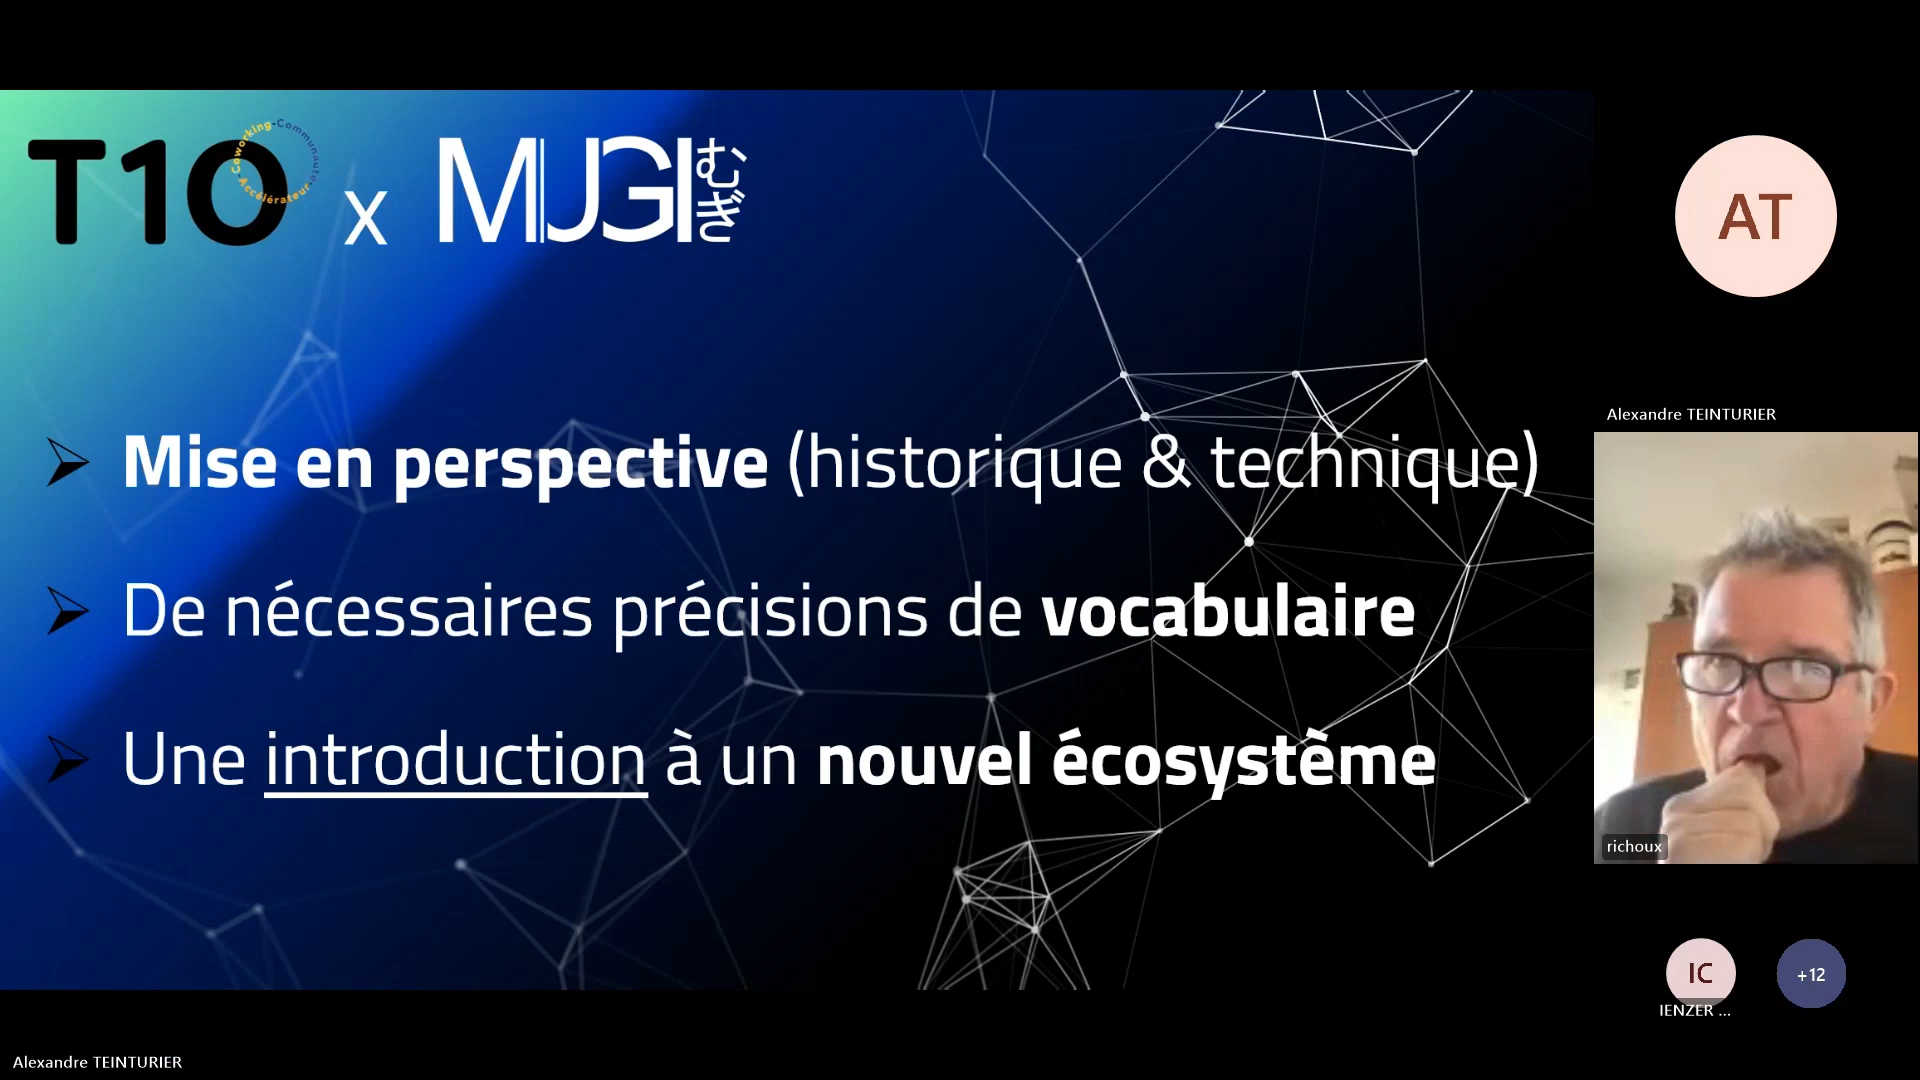 T10
Coworking-Communauté-Accélérateur-
x
MUGI
むぎ
Mise en perspective (historique & technique)
De nécessaires précisions de vocabulaire
Une introduction à un nouvel écosystème
AT
Alexandre TEINTURIER
richoux
IC
+12
IENZER ...
Alexandre TEINTURIER